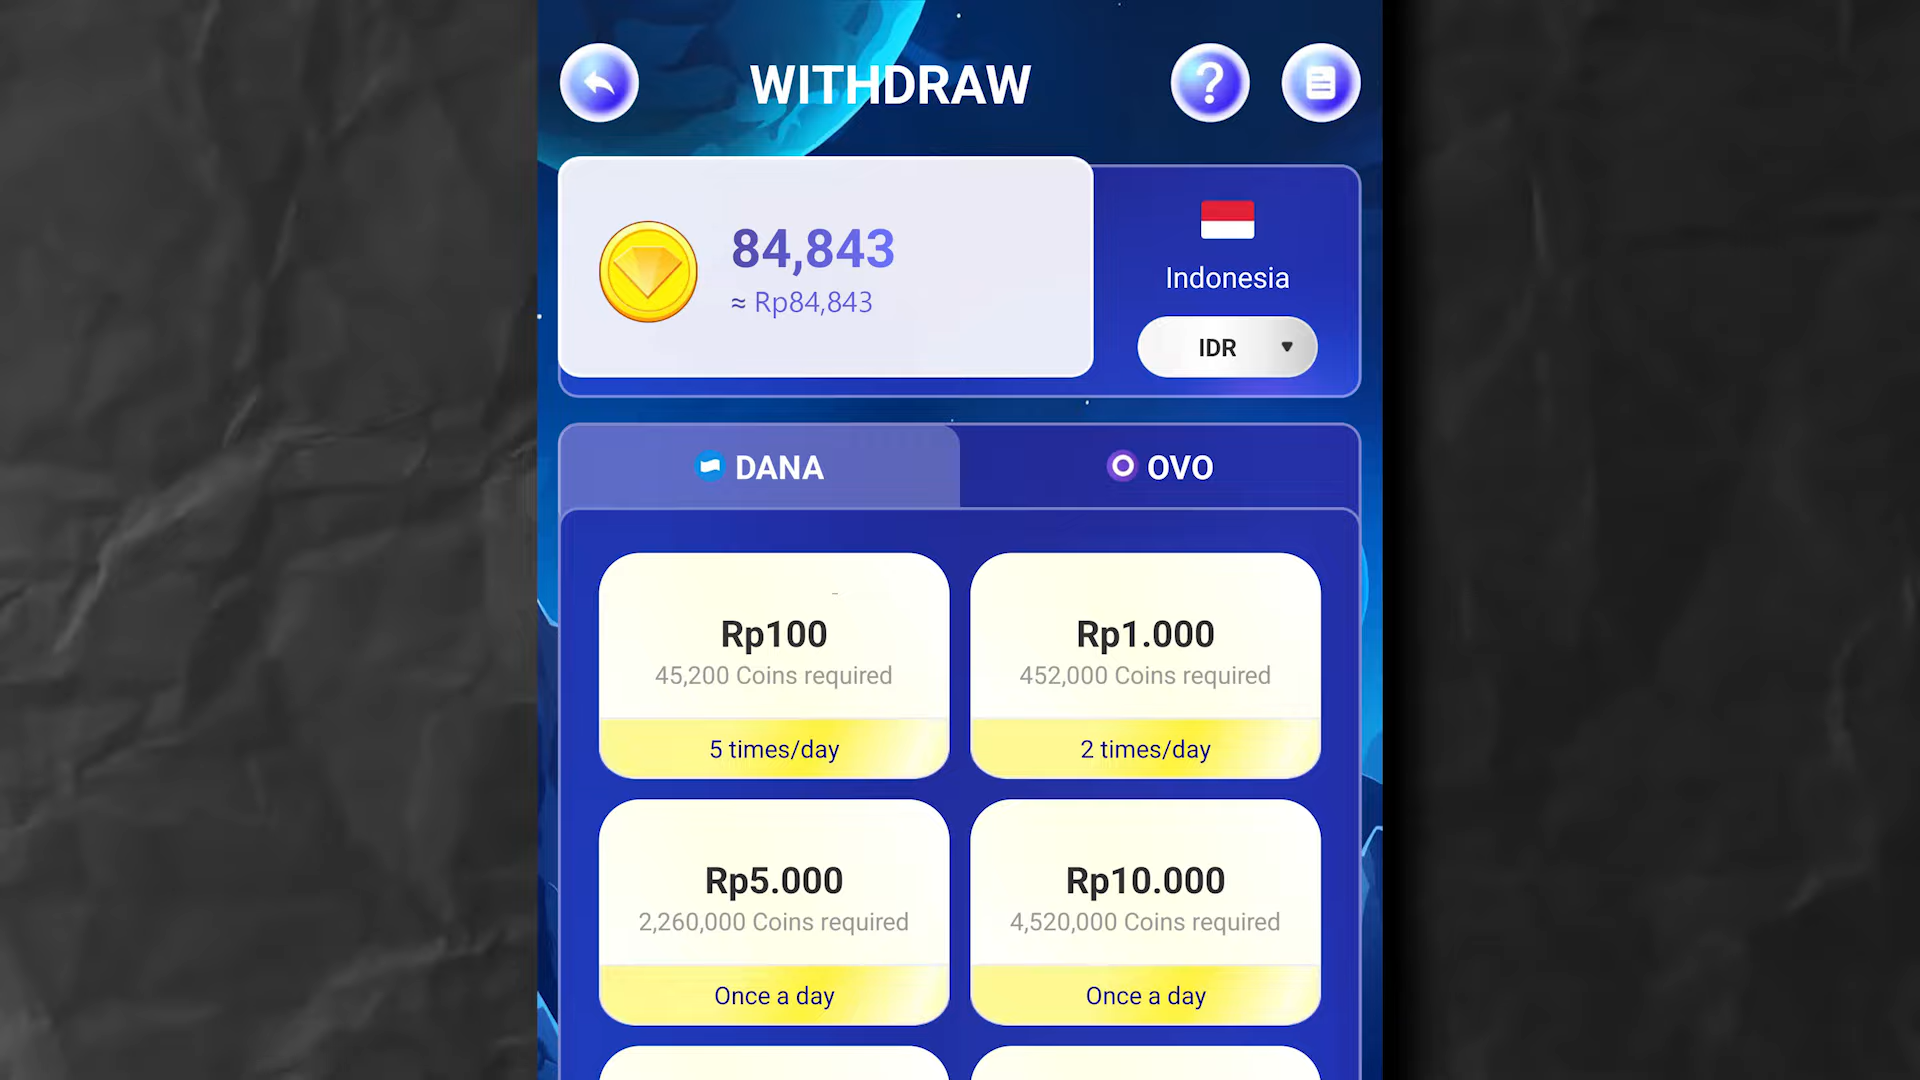 WITHDRAW
?
84,843
≈ Rp84,843
Indonesia
IDR
DANA
OVO
Rp100
45,200 Coins required
5 times/day
Rp1.000
452,000 Coins required
2 times/day
Rp5.000
2,260,000 Coins required
Once a day
Rp10.000
4,520,000 Coins required
Once a day